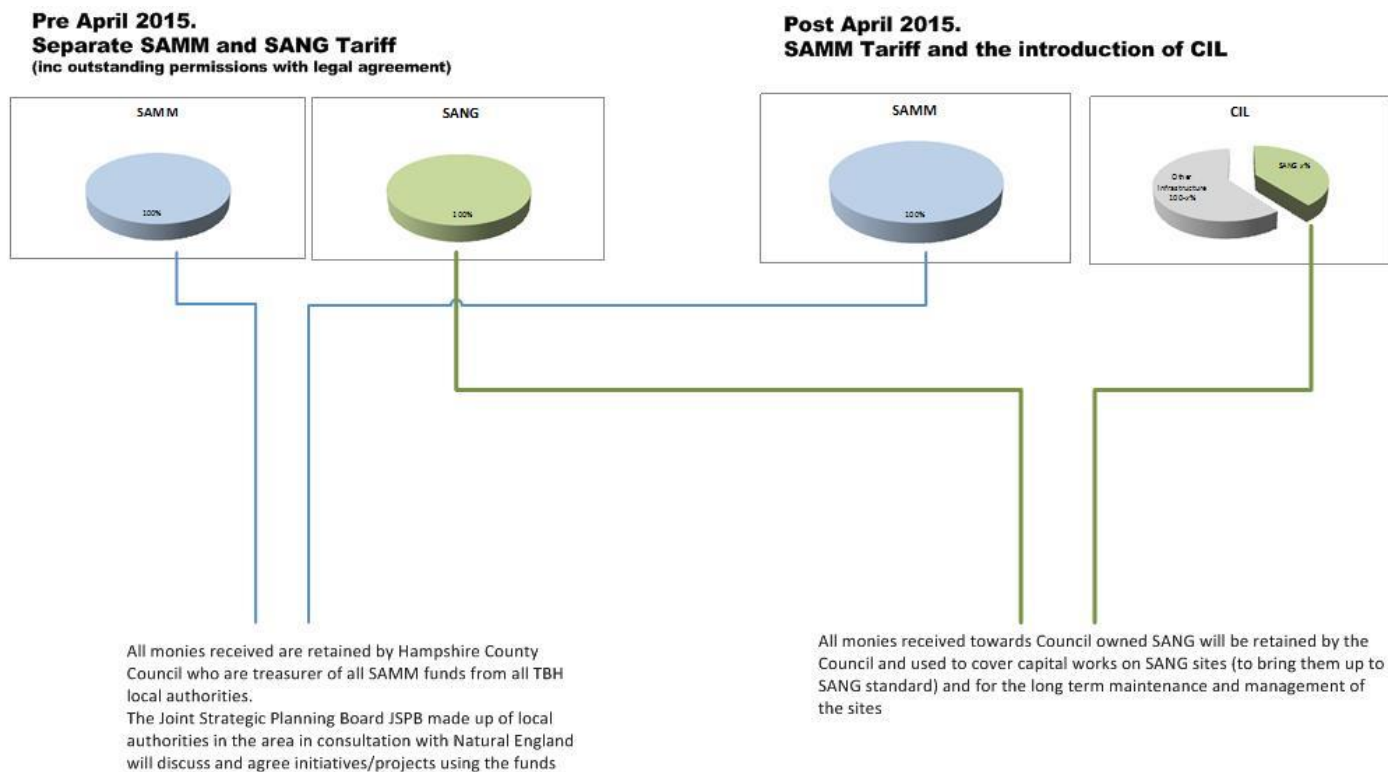 Pre April 2015.
Separate SAMM and SANG Tariff
(inc outstanding permissions with legal agreement)
Post April 2015.
SAMM Tariff and the introduction of CIL
SAMM
100%
SANG
100%
SAMM
100%
CIL
SANG x%
Other
Infrastructure
100-x%
All monies received are retained by Hampshire County
Council who are treasurer of all SAMM funds from all TBH
local authorities.
The Joint Strategic Planning Board JSPB made up of local
authorities in the area in consultation with Natural England
will discuss and agree initiatives/projects using the funds
All monies received towards Council owned SANG will be retained by the
Council and used to cover capital works on SANG sites (to bring them up to
SANG standard) and for the long term maintenance and management of
the sites